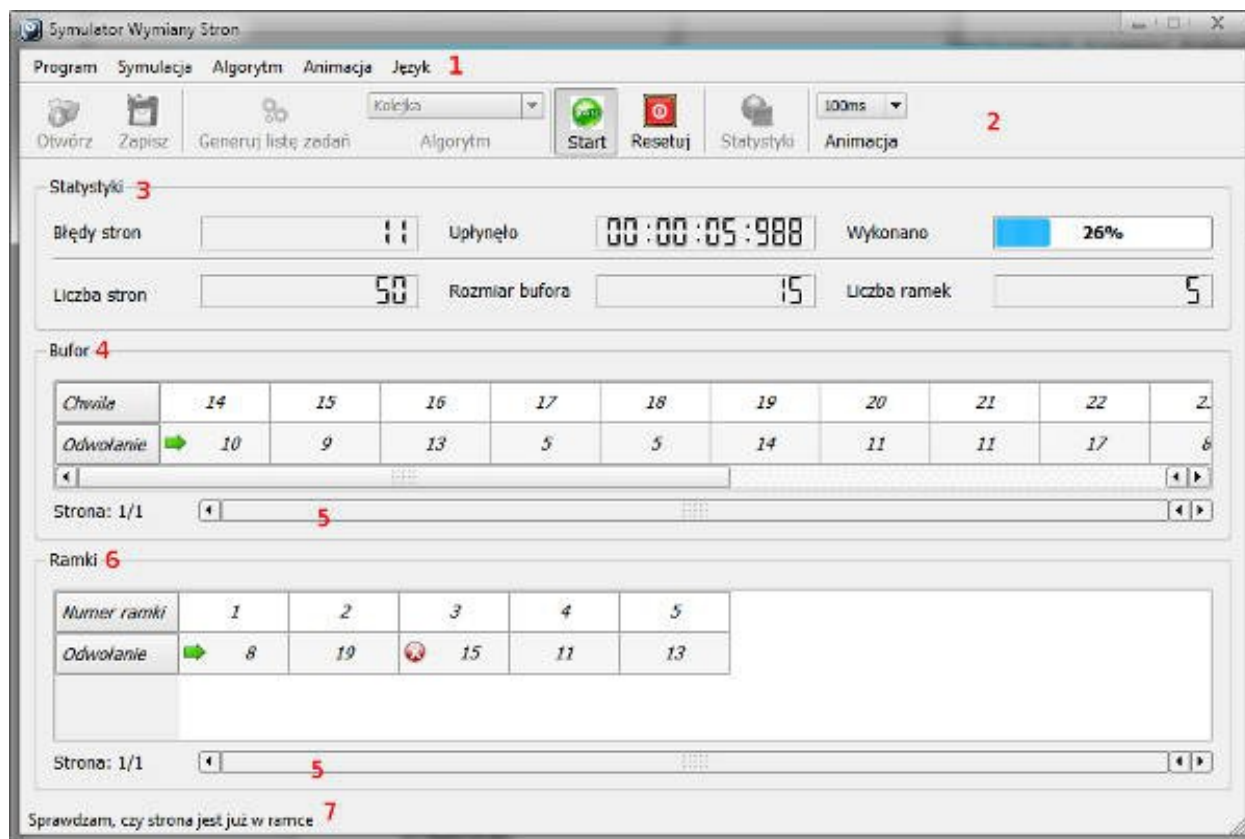 Symulator Wymiany Stron
Program Symulacja Algorytm Animacja Język 1
Kolejka 100ms 2
Otwórz Zapisz Generuj listę zadań Algorytm Start Resetuj Statystyki Animacja
Statystyki 3
Błędy stron 11 Upłynęło 00:00:05:988 Wykonano 26%
Liczba stron 50 Rozmiar bufora 15 Liczba ramek 5
Bufor 4
Chwila 14 15 16 17 18 19 20 21 22
Odwołanie 10 9 13 5 5 14 11 11 17 8
Strona: 1/1 5
Ramki 6
Numer ramki 1 2 3 4 5
Odwołanie 8 19 15 11 13
Strona: 1/1 5
Sprawdzam, czy strona jest już w ramce 7